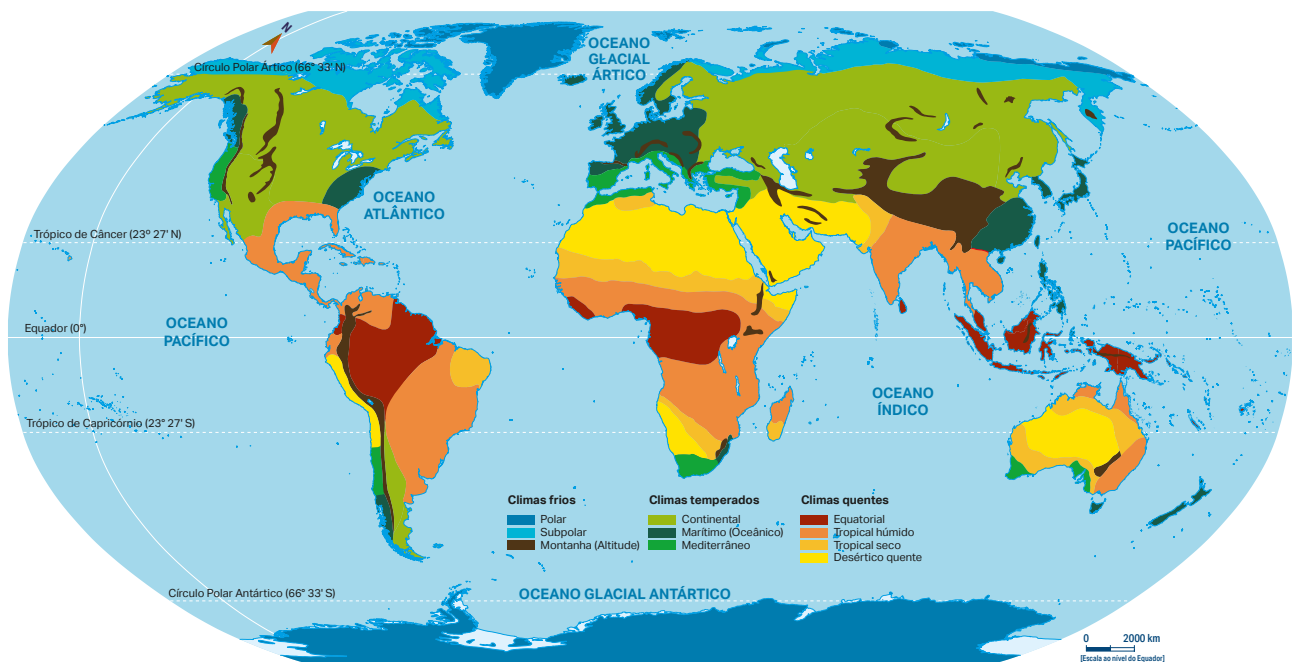 N
OCEANO
GLACIAL
ÁRTICO
Círculo Polar Ártico (66° 33' N)
OCEANO
ATLÂNTICO
Trópico de Câncer (23º 27' N)
OCEANO
PACÍFICO
Equador (0°)
OCEANO
PACÍFICO
OCEANO
ÍNDICO
Trópico de Capricórnio (23° 27' S)
Climas frios
Polar
Subpolar
Montanha (Altitude)
Climas temperados
Continental
Marítimo (Oceânico)
Mediterrâneo
Climas quentes
Equatorial
Tropical húmido
Tropical seco
Desértico quente
Círculo Polar Antártico (66° 33' S)
OCEANO GLACIAL ANTÁRTICO
0 2000 km
[Escala ao nível do Equador]